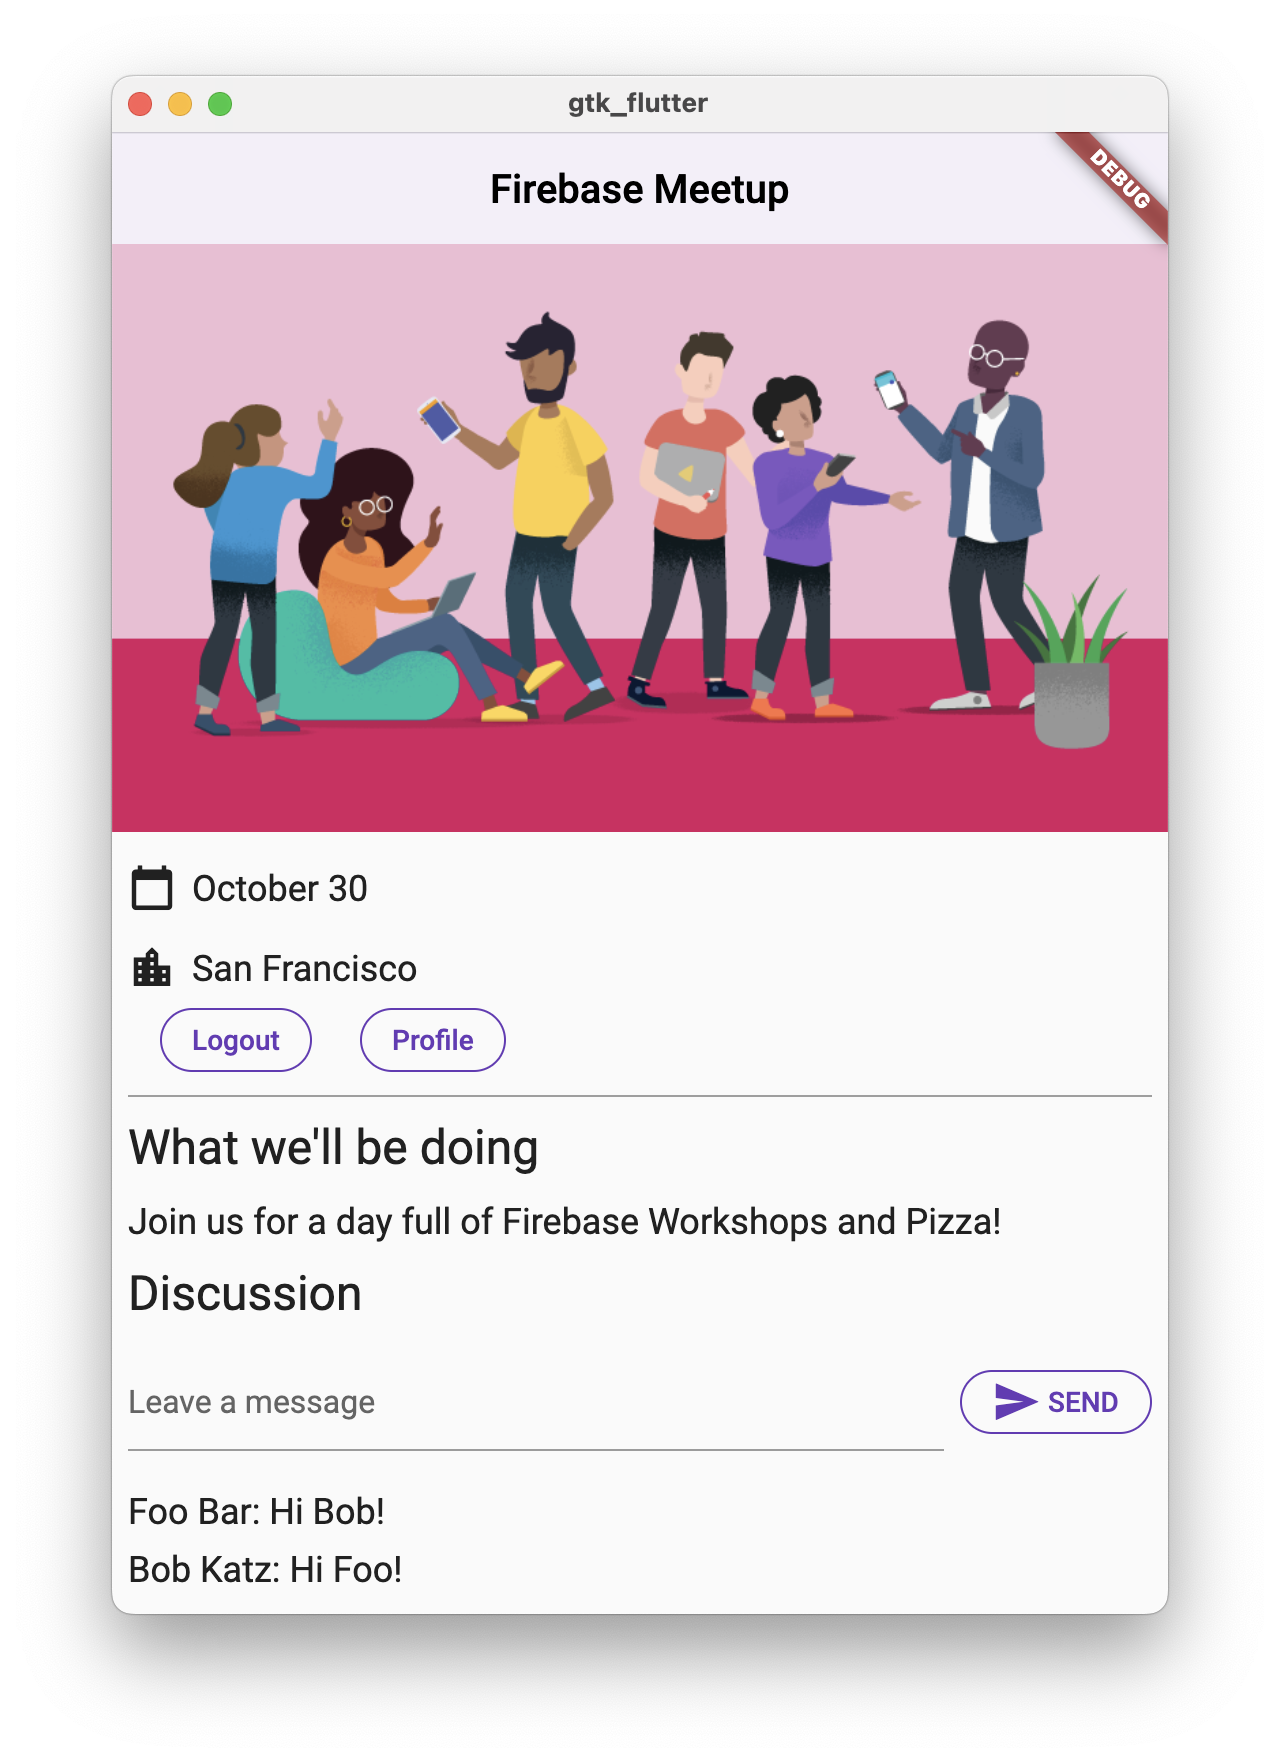 gtk_flutter
Firebase Meetup
DEBUG
October 30
San Francisco
Logout Profile
What we'll be doing
Join us for a day full of Firebase Workshops and Pizza!
Discussion
Leave a message
SEND
Foo Bar: Hi Bob!
Bob Katz: Hi Foo!